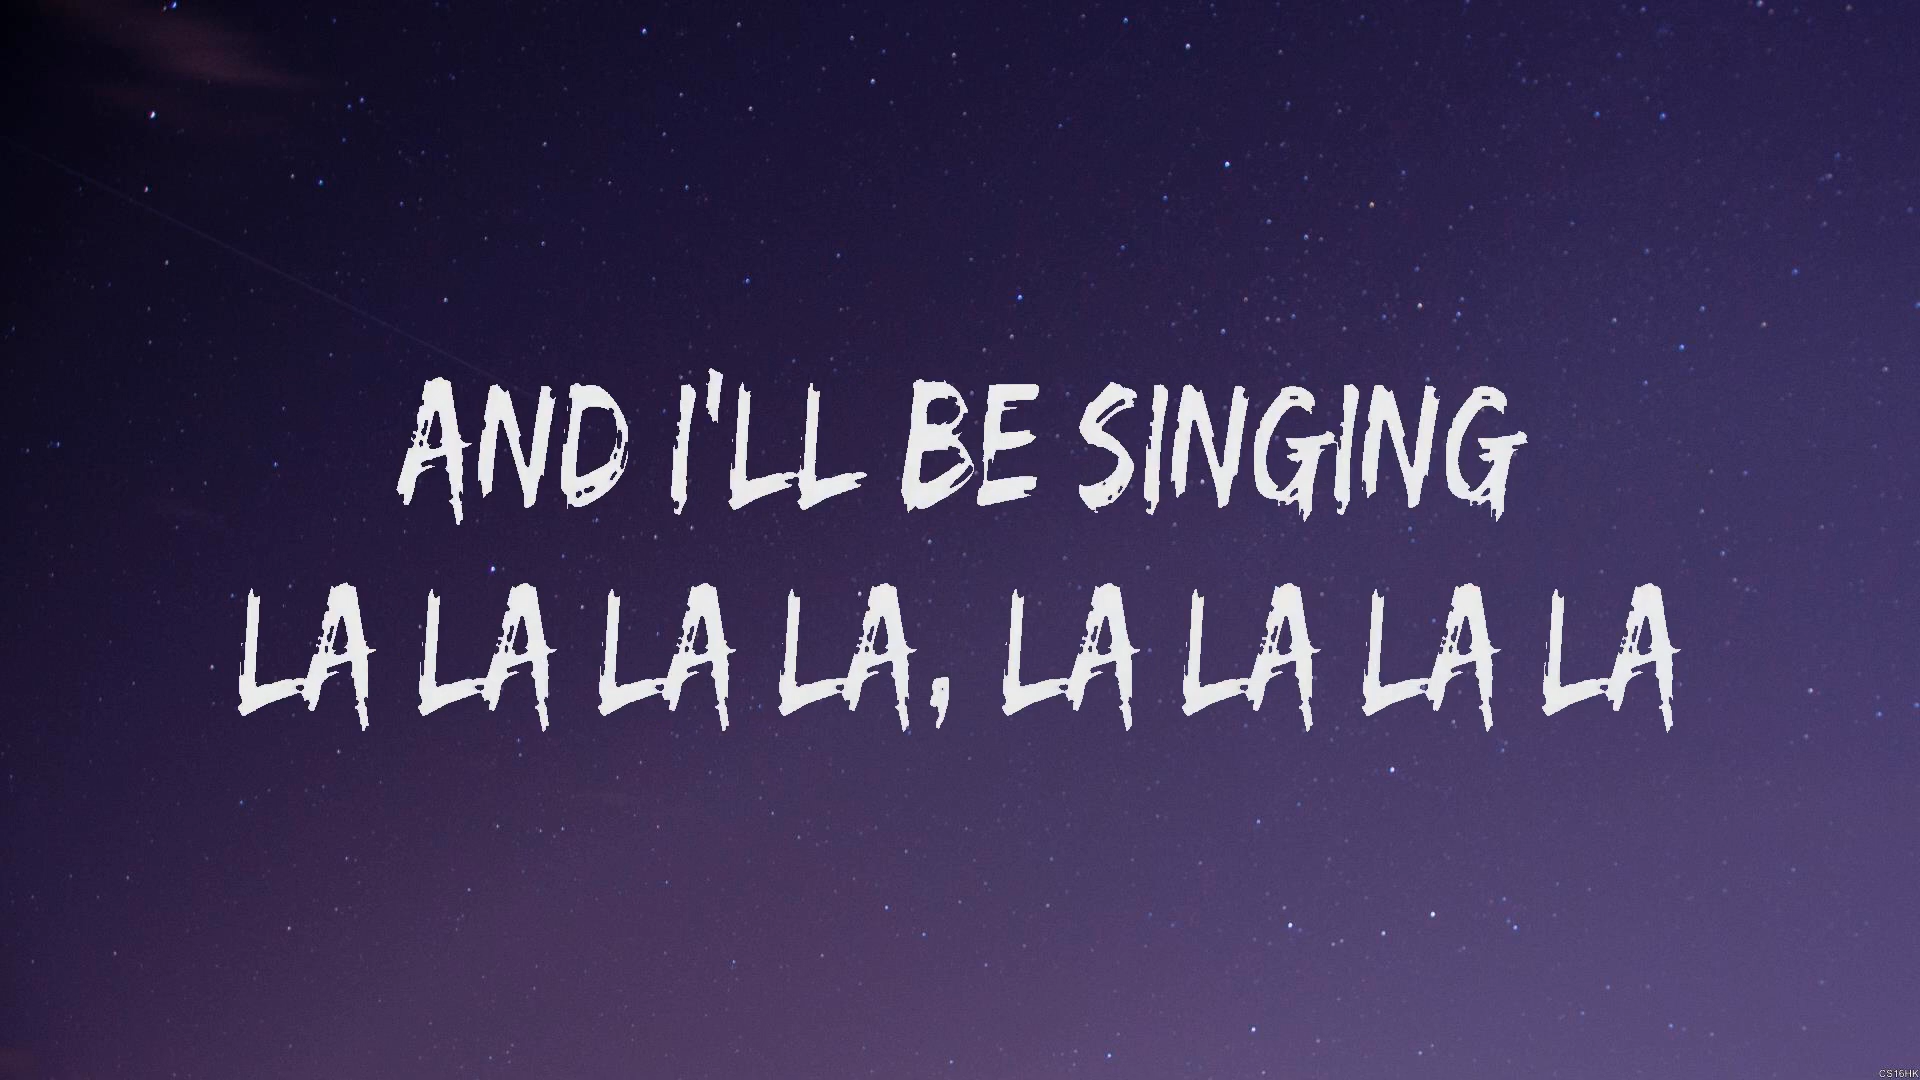 AND I'LL BE SINGING
LA LA LA LA, LA LA LA LA
CS16HK